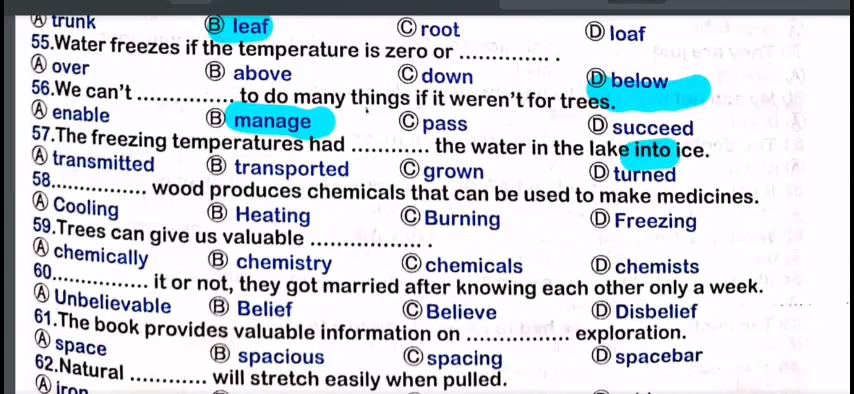 Ⓐ trunk Ⓑ leaf Ⓒ root Ⓓ loaf
55.Water freezes if the temperature is zero or ............... .
Ⓐ over Ⓑ above Ⓒ down Ⓓ below
56.We can't ............... to do many things if it weren't for trees.
Ⓐ enable Ⓑ manage Ⓒ pass Ⓓ succeed
57.The freezing temperatures had ............ the water in the lake into ice.
Ⓐ transmitted Ⓑ transported Ⓒ grown Ⓓ turned
58............... wood produces chemicals that can be used to make medicines.
Ⓐ Cooling Ⓑ Heating Ⓒ Burning Ⓓ Freezing
59.Trees can give us valuable ................... .
Ⓐ chemically Ⓑ chemistry Ⓒ chemicals Ⓓ chemists
60............... it or not, they got married after knowing each other only a week.
Ⓐ Unbelievable Ⓑ Belief Ⓒ Believe Ⓓ Disbelief
61.The book provides valuable information on ................ exploration.
Ⓐ space Ⓑ spacious Ⓒ spacing Ⓓ spacebar
62.Natural ............ will stretch easily when pulled.
Ⓐ iron